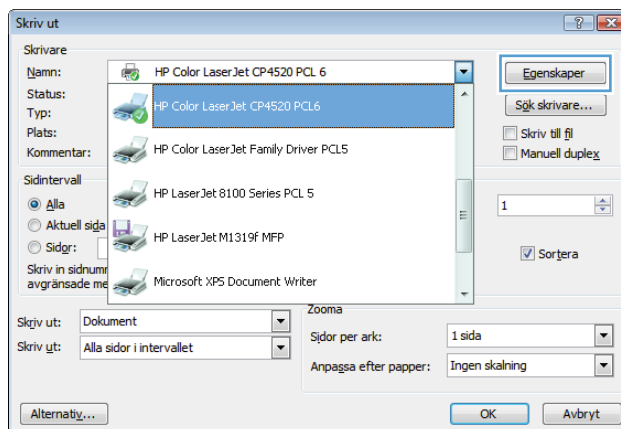 Skriv ut
Skrivare
Namn:
HP Color LaserJet CP4520 PCL 6
Egenskaper
Status:
HP Color LaserJet CP4520 PCL6
Sök skrivare...
Typ:
Plats:
Skriv till fil
Kommentar:
HP Color LaserJet Family Driver PCL5
Manuell duplex
Sidintervall
HP LaserJet 8100 Series PCL 5
Alla
1
Aktuell sida
HP LaserJet M1319f MFP
Sidor:
Sortera
Skriv in sidnumr
avgränsade me
Microsoft XPS Document Writer
Zooma
Skriv ut:
Dokument
Sidor per ark:
1 sida
Skriv ut:
Alla sidor i intervallet
Anpassa efter papper:
Ingen skalning
Alternativ...
OK
Avbryt